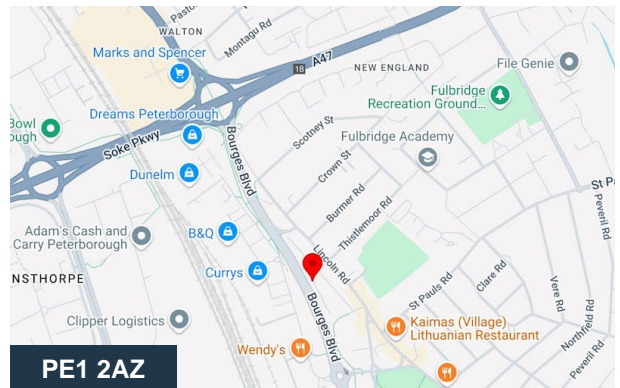 WALTON
Pasto
Montagu Rd
Marks and Spencer
18
A47
NEW ENGLAND
File Genie
Bowl
ough
Dreams Peterborough
Soke Pkwy
Bourges Blvd
Scotney St
Fulbridge
Recreation Ground...
Fulbridge Academy
Dunelm
Crown St
St Pa
Peveril Rd
Burmer Rd
Thistlemoor Rd
Adam's Cash and
Carry Peterborough
B&Q
Lincoln Rd
NSTHORPE
Currys
Bourges Blvd
St Pauls Rd
Clare Rd
Vere Rd
Clipper Logistics
Kaimas (Village)
Lithuanian Restaurant
Northfield Rd
Wendy's
Peveril Rd
PE1 2AZ